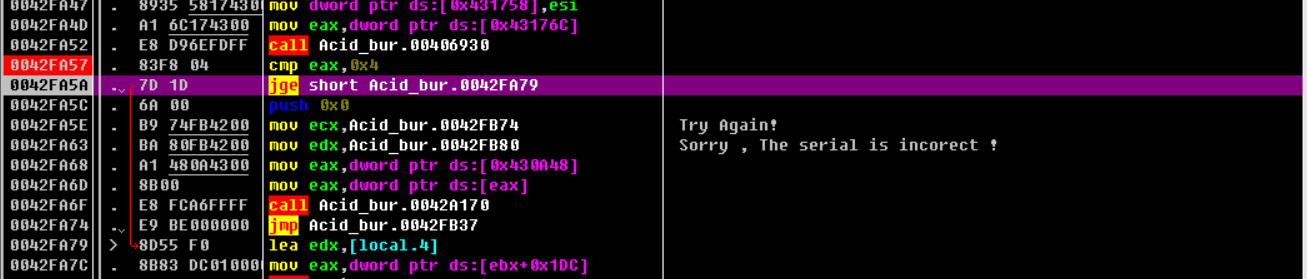 0042FA47 . 8935 58174300 mov dword ptr ds:[0x431758],esi
0042FA4D . A1 6C174300 mov eax,dword ptr ds:[0x43176C]
0042FA52 . E8 D96EFDFF call Acid_bur.00406930
0042FA57 . 83F8 04 cmp eax,0x4
0042FA5A . 7D 1D jge short Acid_bur.0042FA79
0042FA5C . 6A 00 push 0x0
0042FA5E . B9 74FB4200 mov ecx,Acid_bur.0042FB74 Try Again!
0042FA63 . BA 80FB4200 mov edx,Acid_bur.0042FB80 Sorry , The serial is incorect !
0042FA68 . A1 480A4300 mov eax,dword ptr ds:[0x430A48]
0042FA6D . 8B00 mov eax,dword ptr ds:[eax]
0042FA6F . E8 FCA6FFFF call Acid_bur.0042A170
0042FA74 . E9 BE000000 jmp Acid_bur.0042FB37
0042FA79 > 8D55 F0 lea edx,[local.4]
0042FA7C . 8B83 DC010000 mov eax,dword ptr ds:[ebx+0x1DC]